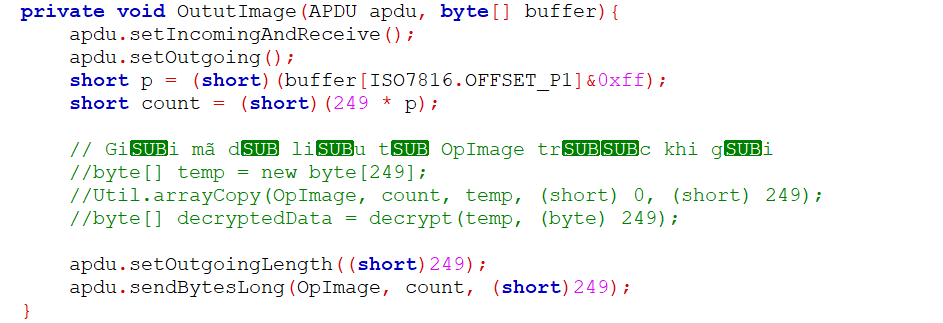 private void OututImage(APDU apdu, byte[] buffer){
    apdu.setIncomingAndReceive();
    apdu.setOutgoing();
    short p = (short)(buffer[ISO7816.OFFSET_P1]&0xff);
    short count = (short)(249 * p);

    // GiSUBi mã dSUB liSUBu tSUB OpImage trSUBSUBc khi gSUBi
    //byte[] temp = new byte[249];
    //Util.arrayCopy(OpImage, count, temp, (short) 0, (short) 249);
    //byte[] decryptedData = decrypt(temp, (byte) 249);

    apdu.setOutgoingLength((short)249);
    apdu.sendBytesLong(OpImage, count, (short)249);
}